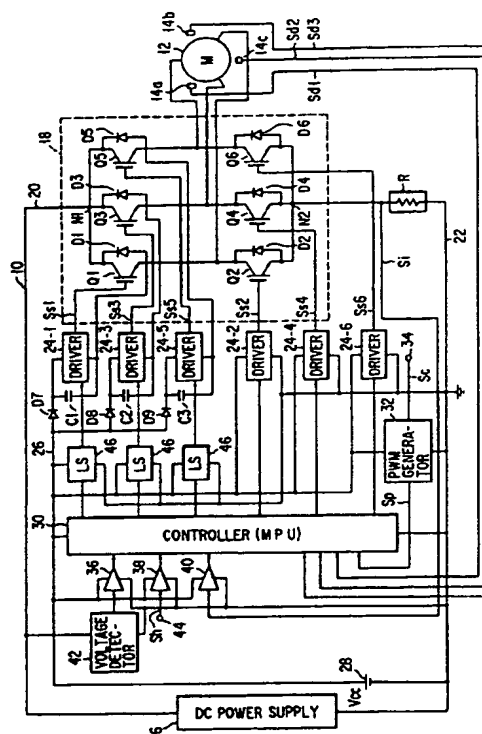 14b
12
M
14c
14a
Sd3
Sd2
Sd1
18
D5
Q5
D6
Q6
20
D3
Q3
N1
D4
Q4
N2
R
D1
Q1
D2
Q2
10
22
Si
Ss1
Ss3
Ss5
Ss2
Ss4
Ss6
24-1
DRIVER
24-3
DRIVER
24-5
DRIVER
24-2
DRIVER
24-4
DRIVER
24-6
DRIVER
34
Sc
D7
C1
D8
C2
D9
C3
32
PWM GENERA-
TOR
26
LS
46
LS
46
LS
46
Sp
30
CONTROLLER (MPU)
36
38
40
VOLTAGE
DETEC-
TOR
42
Sh
44
28
Vcc
DC POWER SUPPLY